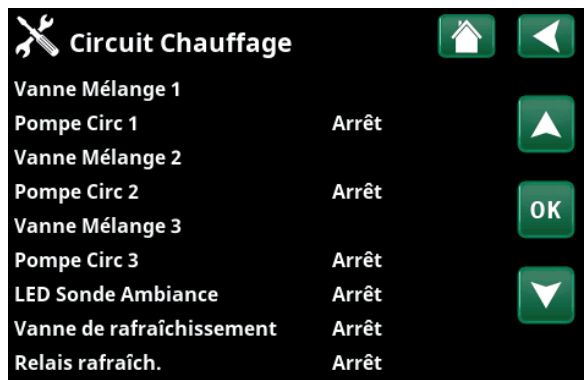 Circuit Chauffage
Vanne Mélange 1
Pompe Circ 1 Arrêt
Vanne Mélange 2
Pompe Circ 2 Arrêt
OK
Vanne Mélange 3
Pompe Circ 3 Arrêt
LED Sonde Ambiance Arrêt
Vanne de rafraîchissement Arrêt
Relais rafraîch. Arrêt